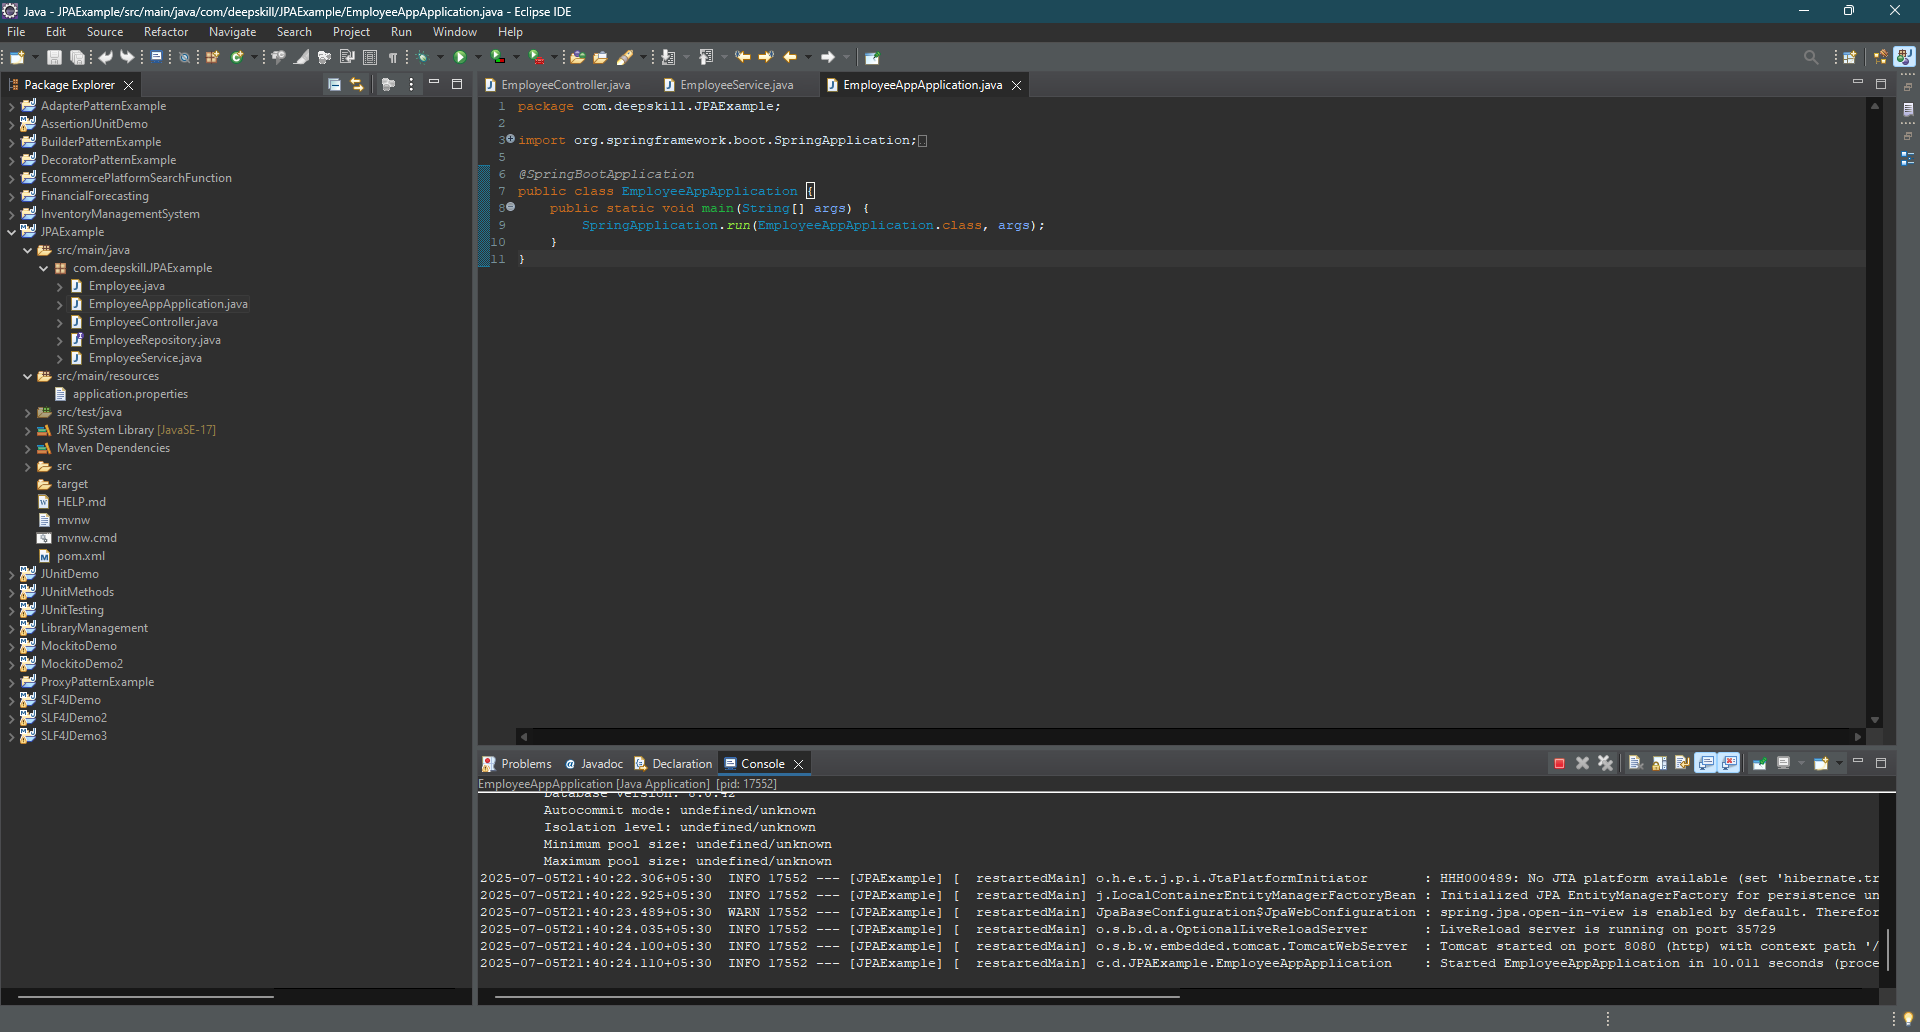 Java - JPAExample/src/main/java/com/deepskill/JPAExample/EmployeeAppApplication.java - Eclipse IDE
File Edit Source Refactor Navigate Search Project Run Window Help
Package Explorer
AdapterPatternExample
AssertionJUnitDemo
BuilderPatternExample
DecoratorPatternExample
EcommercePlatformSearchFunction
FinancialForecasting
InventoryManagementSystem
JPAExample
src/main/java
com.deepskill.JPAExample
Employee.java
EmployeeAppApplication.java
EmployeeController.java
EmployeeRepository.java
EmployeeService.java
src/main/resources
application.properties
src/test/java
JRE System Library [JavaSE-17]
Maven Dependencies
src
target
HELP.md
mvnw
mvnw.cmd
pom.xml
JUnitDemo
JUnitMethods
JUnitTesting
LibraryManagement
MockitoDemo
MockitoDemo2
ProxyPatternExample
SLF4JDemo
SLF4JDemo2
SLF4JDemo3
EmployeeController.java EmployeeService.java EmployeeAppApplication.java
1 package com.deepskill.JPAExample;
2
3 import org.springframework.boot.SpringApplication;
5
6 @SpringBootApplication
7 public class EmployeeAppApplication {
8 public static void main(String[] args) {
9 SpringApplication.run(EmployeeAppApplication.class, args);
10 }
11 }
Problems Javadoc Declaration Console
EmployeeAppApplication [Java Application] [pid: 17552]
Database version: 8.0.42
Autocommit mode: undefined/unknown
Isolation level: undefined/unknown
Minimum pool size: undefined/unknown
Maximum pool size: undefined/unknown
2025-07-05T21:40:22.306+05:30 INFO 17552 --- [JPAExample] [ restartedMain] o.h.e.t.j.p.i.JtaPlatformInitiator : HHH000489: No JTA platform available (set 'hibernate.tr
2025-07-05T21:40:22.925+05:30 INFO 17552 --- [JPAExample] [ restartedMain] j.LocalContainerEntityManagerFactoryBean : Initialized JPA EntityManagerFactory for persistence un
2025-07-05T21:40:23.489+05:30 WARN 17552 --- [JPAExample] [ restartedMain] JpaBaseConfiguration$JpaWebConfiguration : spring.jpa.open-in-view is enabled by default. Therefor
2025-07-05T21:40:24.035+05:30 INFO 17552 --- [JPAExample] [ restartedMain] o.s.b.d.a.OptionalLiveReloadServer : LiveReload server is running on port 35729
2025-07-05T21:40:24.100+05:30 INFO 17552 --- [JPAExample] [ restartedMain] o.s.b.w.embedded.tomcat.TomcatWebServer : Tomcat started on port 8080 (http) with context path '/
2025-07-05T21:40:24.110+05:30 INFO 17552 --- [JPAExample] [ restartedMain] c.d.JPAExample.EmployeeAppApplication : Started EmployeeAppApplication in 10.011 seconds (proce